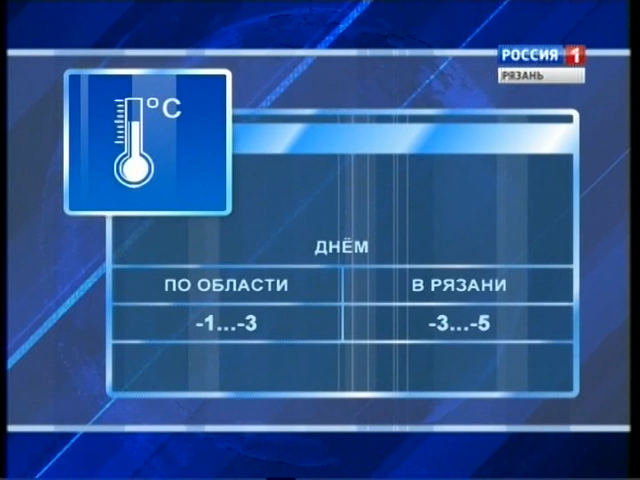 РОССИЯ 1
РЯЗАНЬ
°C
ДНЁМ
ПО ОБЛАСТИ
В РЯЗАНИ
-1...-3
-3...-5